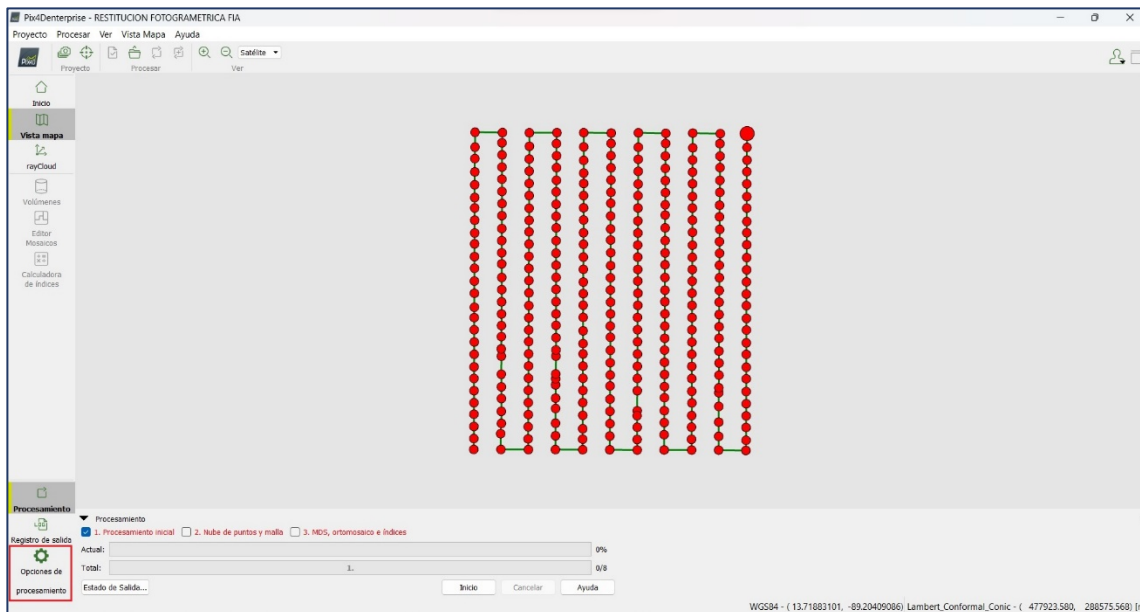 Pix4Denterprise - RESTITUCION FOTOGRAMETRICA FIA
Proyecto Procesar Ver Vista Mapa Ayuda
Satélite
Proyecto Procesar Ver
Inicio
Vista mapa
rayCloud
Volúmenes
Editor
Mosaicos
Calculadora
de índices
Procesamiento
Registro de salida
Opciones de
procesamiento
Procesamiento
1. Procesamiento inicial 2. Nube de puntos y malla 3. MDS, ortomosaico e índices
Actual: 0%
Total: 1. 0/8
Estado de Salida... Inicio Cancelar Ayuda
WGS84 - ( 13.71883101, -89.20409086) Lambert_Conformal_Conic - ( 477923.580, 288575.568)